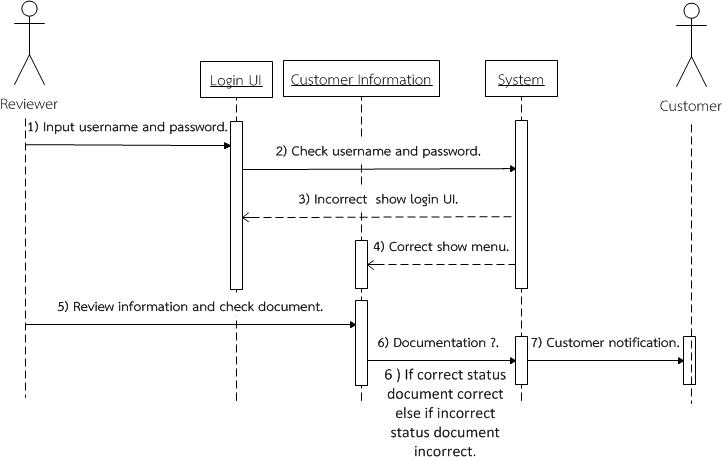 Reviewer
Login UI
Customer Information
System
Customer
1) Input username and password.
2) Check username and password.
3) Incorrect show login UI.
4) Correct show menu.
5) Review information and check document.
6) Documentation ?.
7) Customer notification.
6 ) If correct status
document correct
else if incorrect
status document
incorrect.